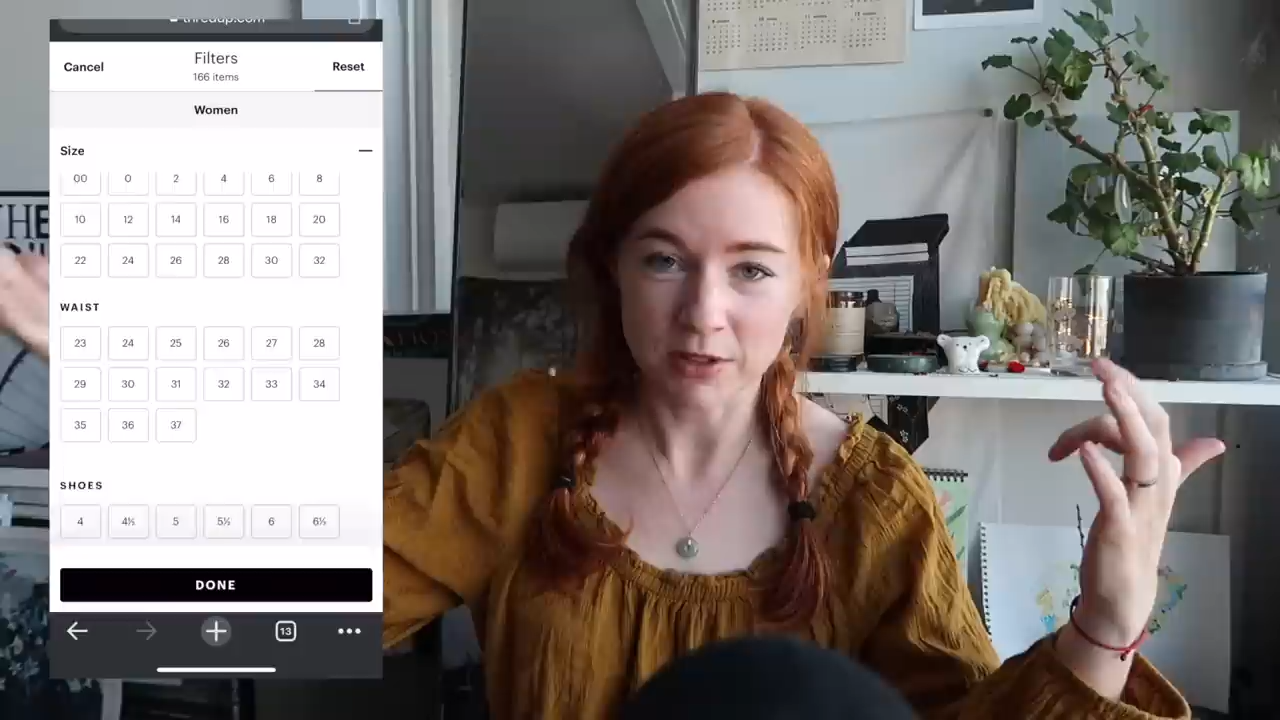 thredup.com
Cancel
Filters
Reset
166 items
Women
Size
00 0 2 4 6 8
10 12 14 16 18 20
22 24 26 28 30 32
WAIST
23 24 25 26 27 28
29 30 31 32 33 34
35 36 37
SHOES
4 4½ 5 5½ 6 6½
DONE
13
THE